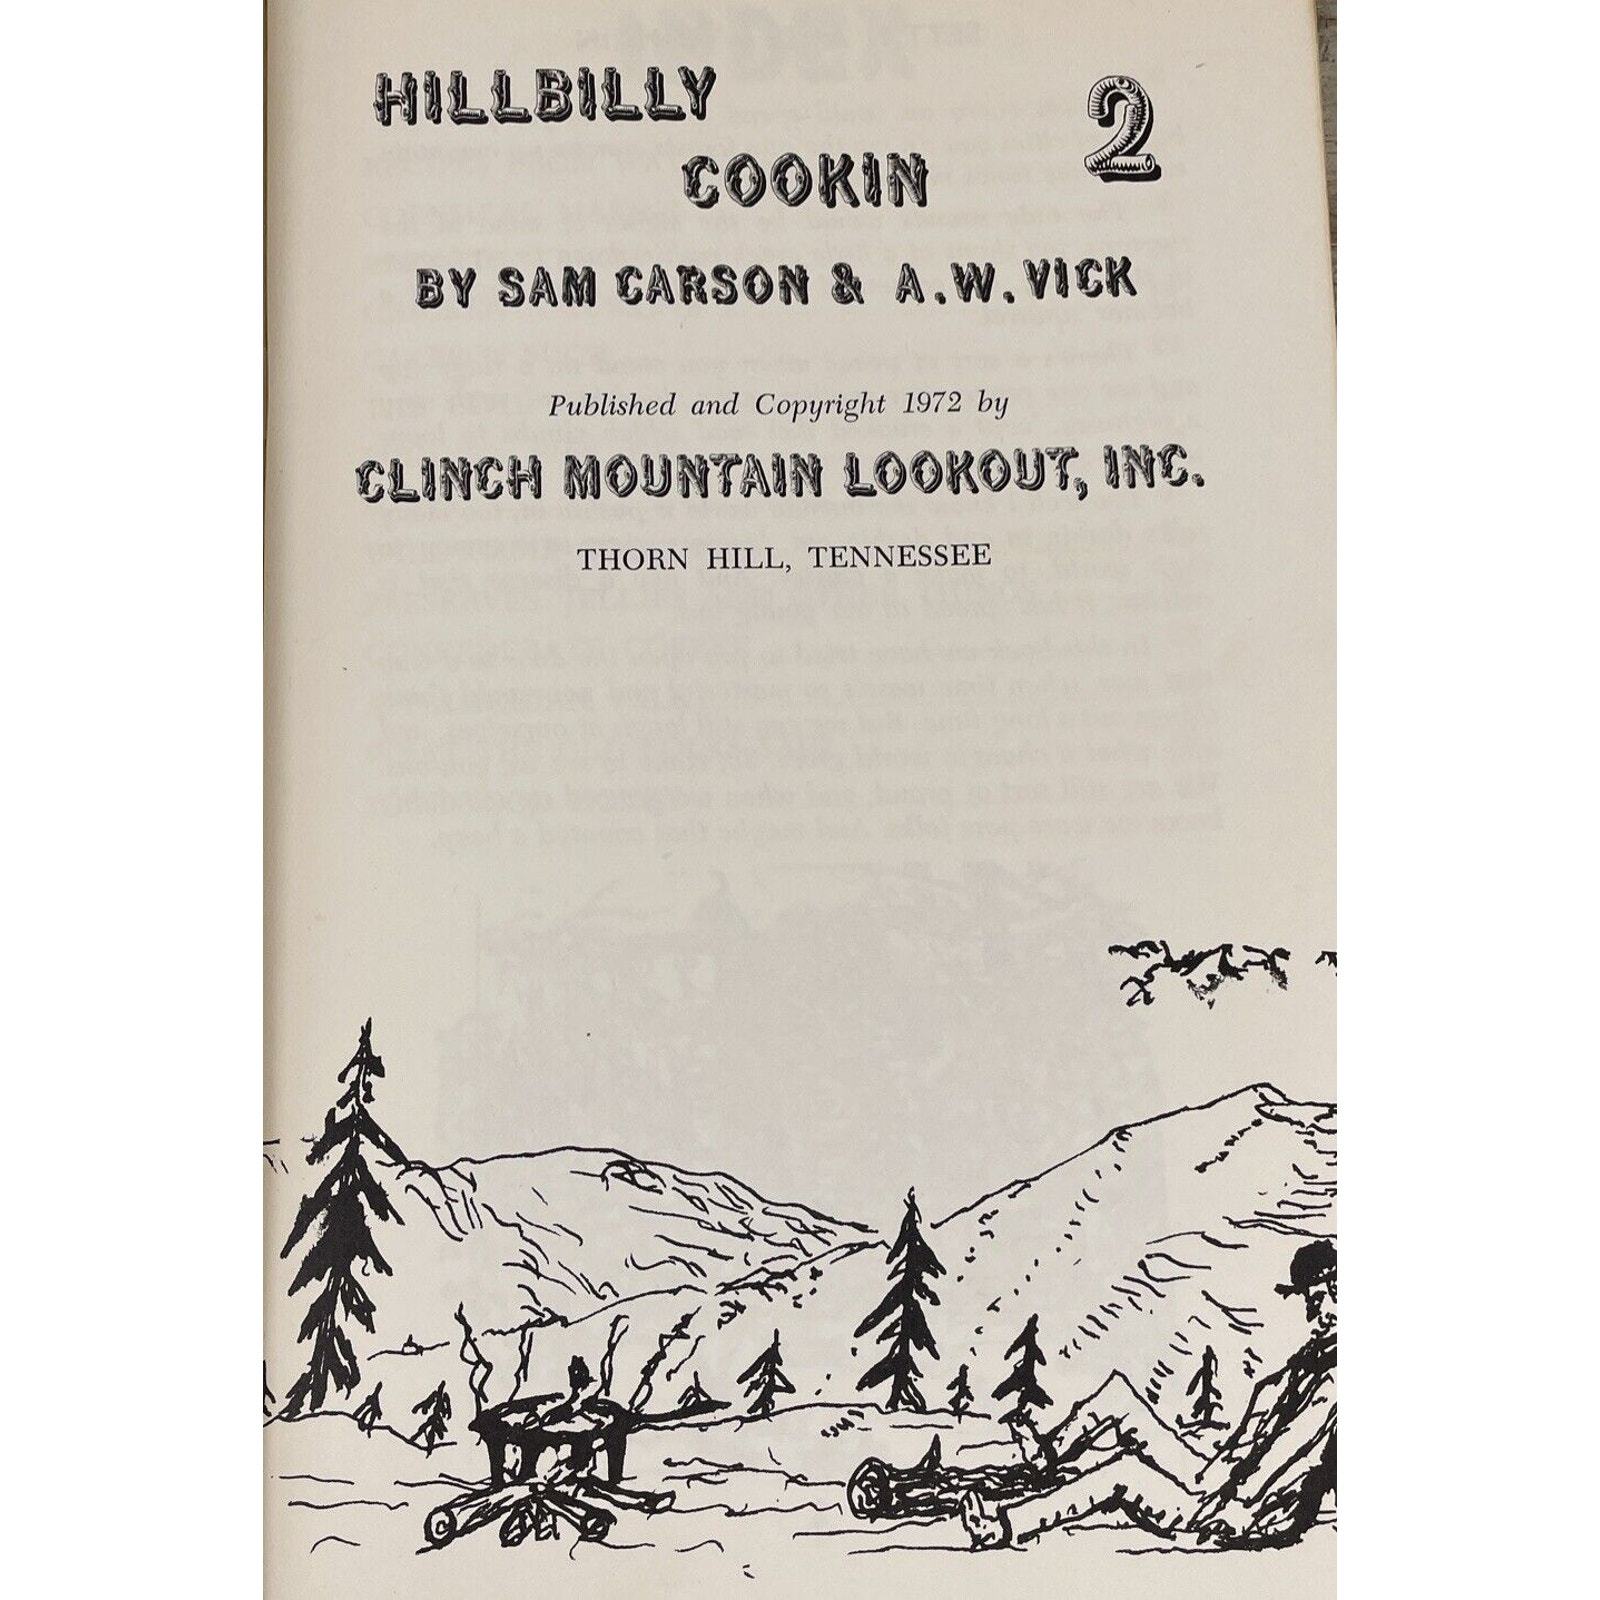 HILLBILLY
COOKIN
2
BY SAM CARSON & A.W. VICK
Published and Copyright 1972 by
CLINCH MOUNTAIN LOOKOUT, INC.
THORN HILL, TENNESSEE